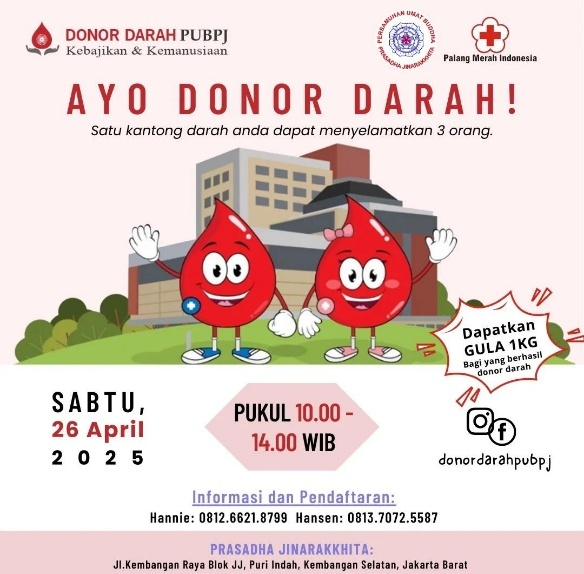 DONOR DARAH PUBPJ
Kebajikan & Kemanusiaan
PERSAMUHAN UMAT BUDDHA
PRASADHA JINARAKKHITA
Palang Merah Indonesia
AYO DONOR DARAH!
Satu kantong darah anda dapat menyelamatkan 3 orang.
Dapatkan
GULA 1KG
Bagi yang berhasil
donor darah
SABTU,
26 April
2025
PUKUL 10.00 -
14.00 WIB
donordarahpubpj
Informasi dan Pendaftaran:
Hannie: 0812.6621.8799 Hansen: 0813.7072.5587
PRASADHA JINARAKKHITA:
Jl.Kembangan Raya Blok JJ, Puri Indah, Kembangan Selatan, Jakarta Barat